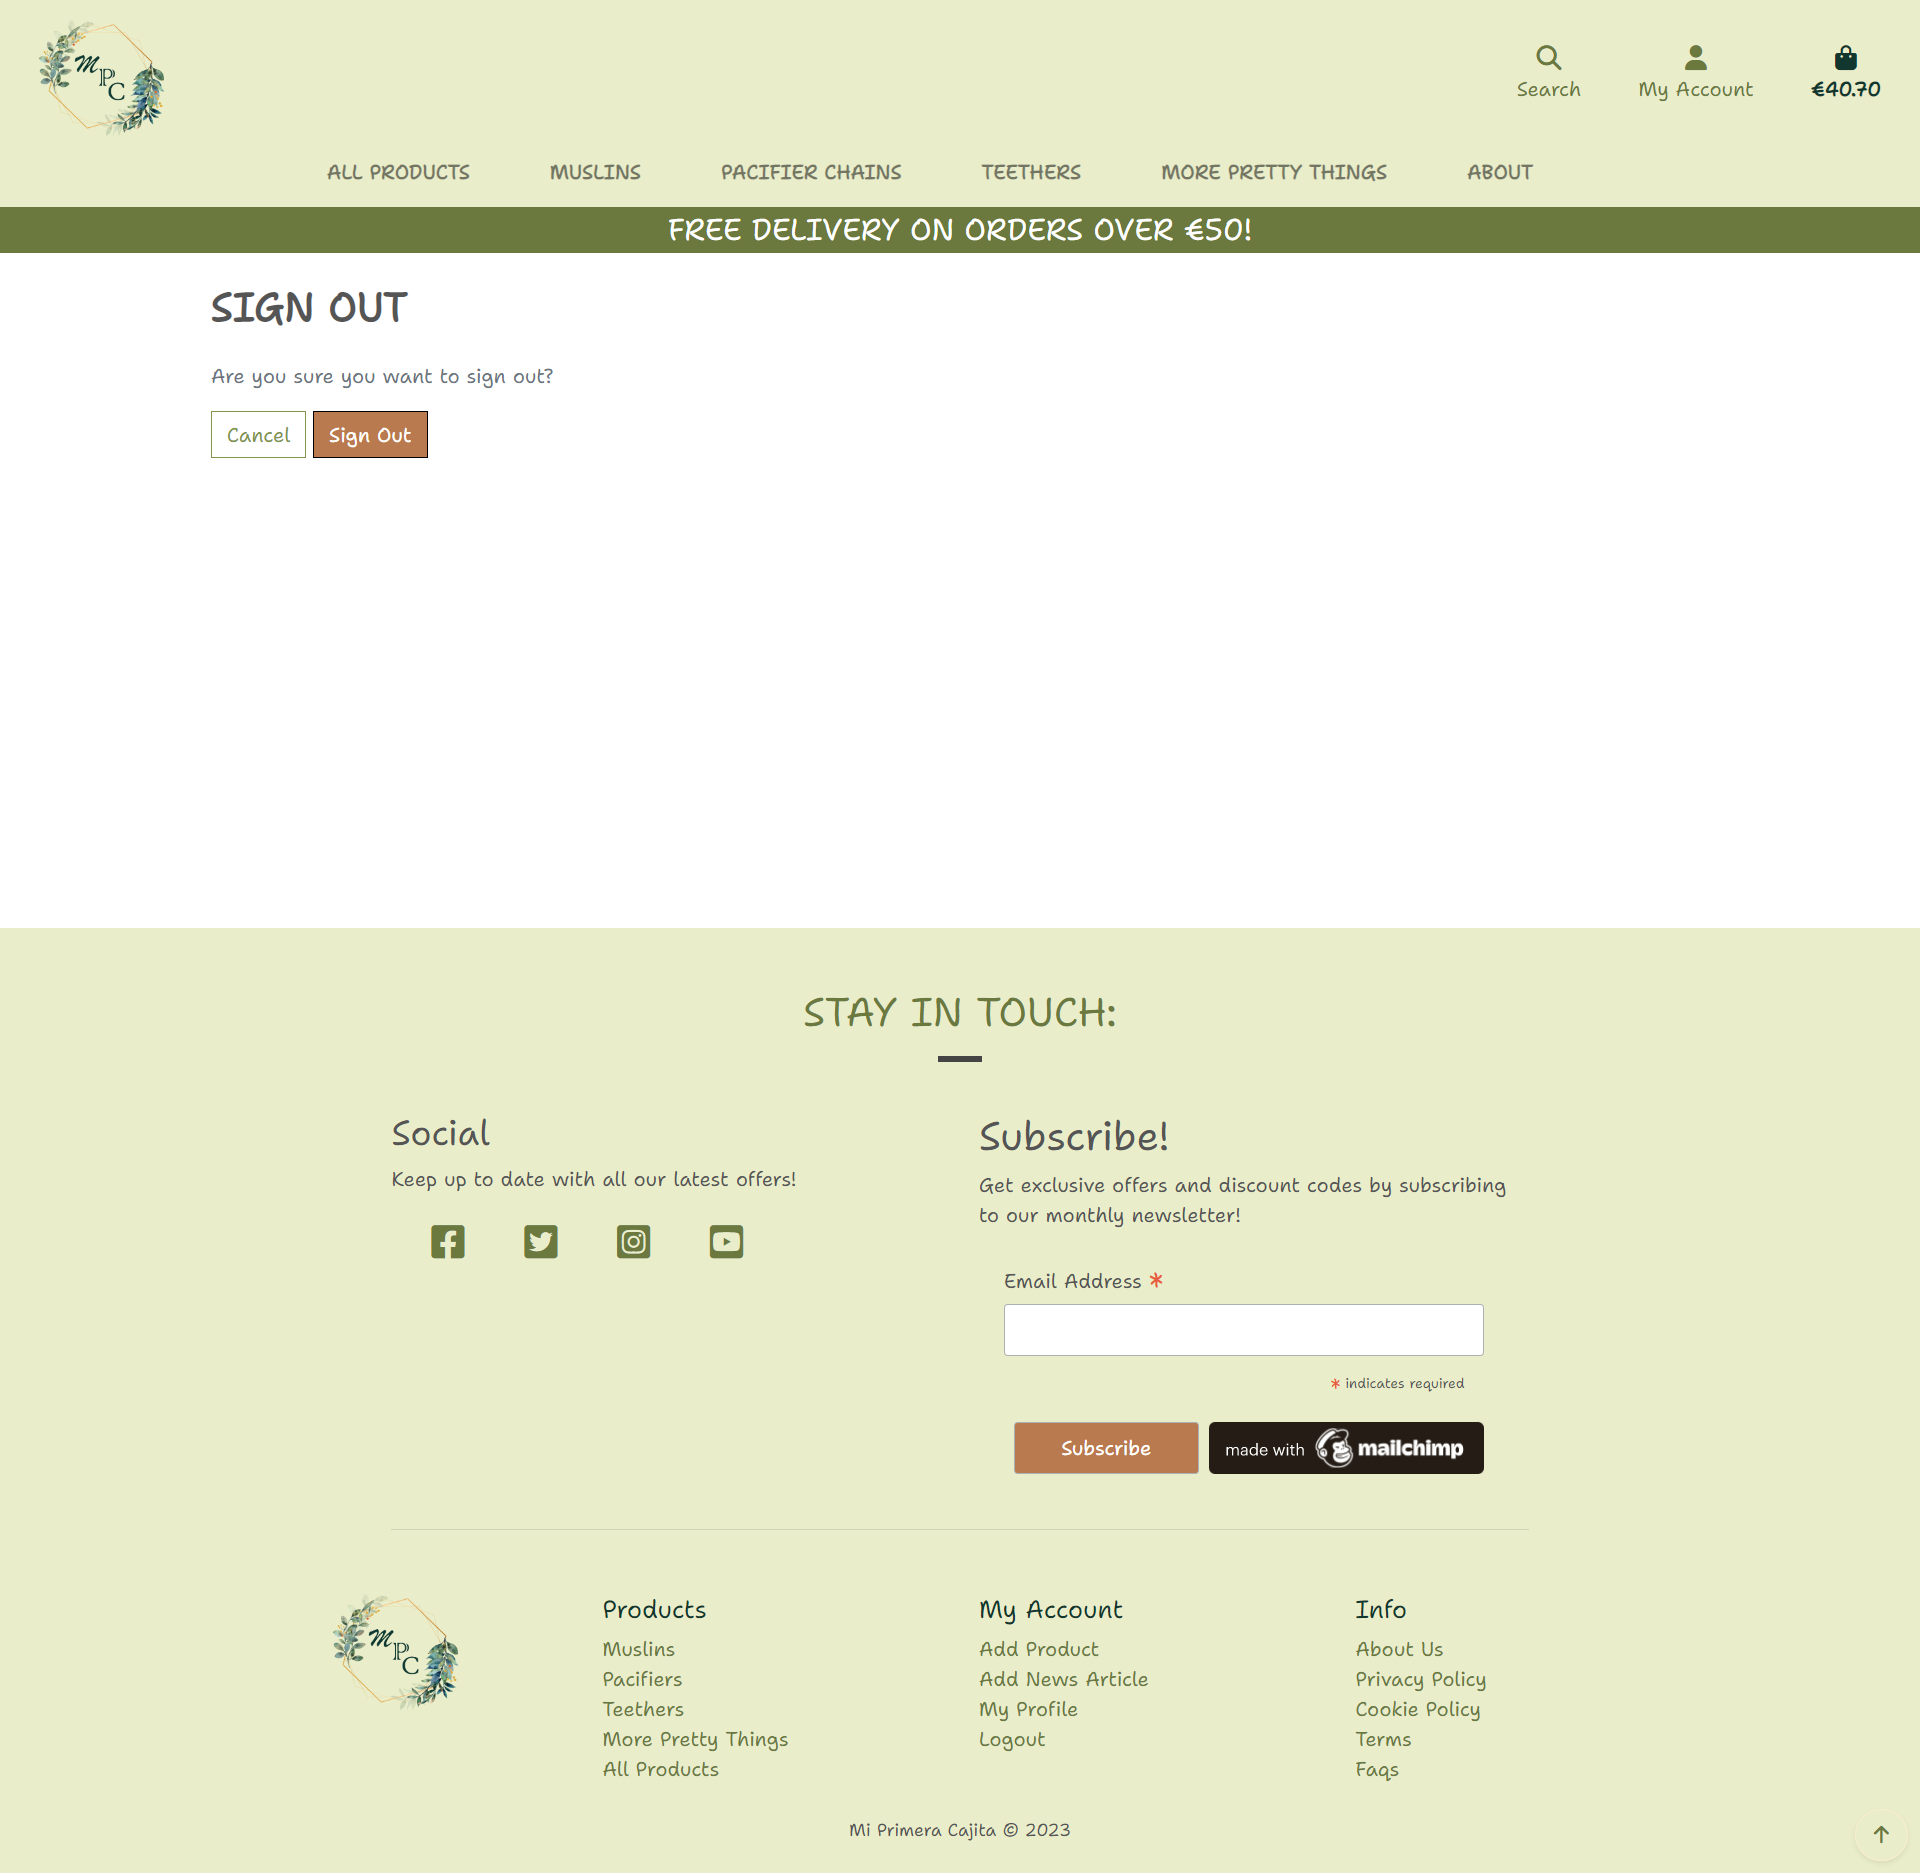 M
P
C
Search
My Account
€40.70
ALL PRODUCTS
MUSLINS
PACIFIER CHAINS
TEETHERS
MORE PRETTY THINGS
ABOUT
FREE DELIVERY ON ORDERS OVER €50!
SIGN OUT
Are you sure you want to sign out?
Cancel
Sign Out
STAY IN TOUCH:
Social
Keep up to date with all our latest offers!
Subscribe!
Get exclusive offers and discount codes by subscribing
to our monthly newsletter!
Email Address *
* indicates required
Subscribe
made with mailchimp
M
P
C
Products
Muslins
Pacifiers
Teethers
More Pretty Things
All Products
My Account
Add Product
Add News Article
My Profile
Logout
Info
About Us
Privacy Policy
Cookie Policy
Terms
Faqs
Mi Primera Cajita © 2023